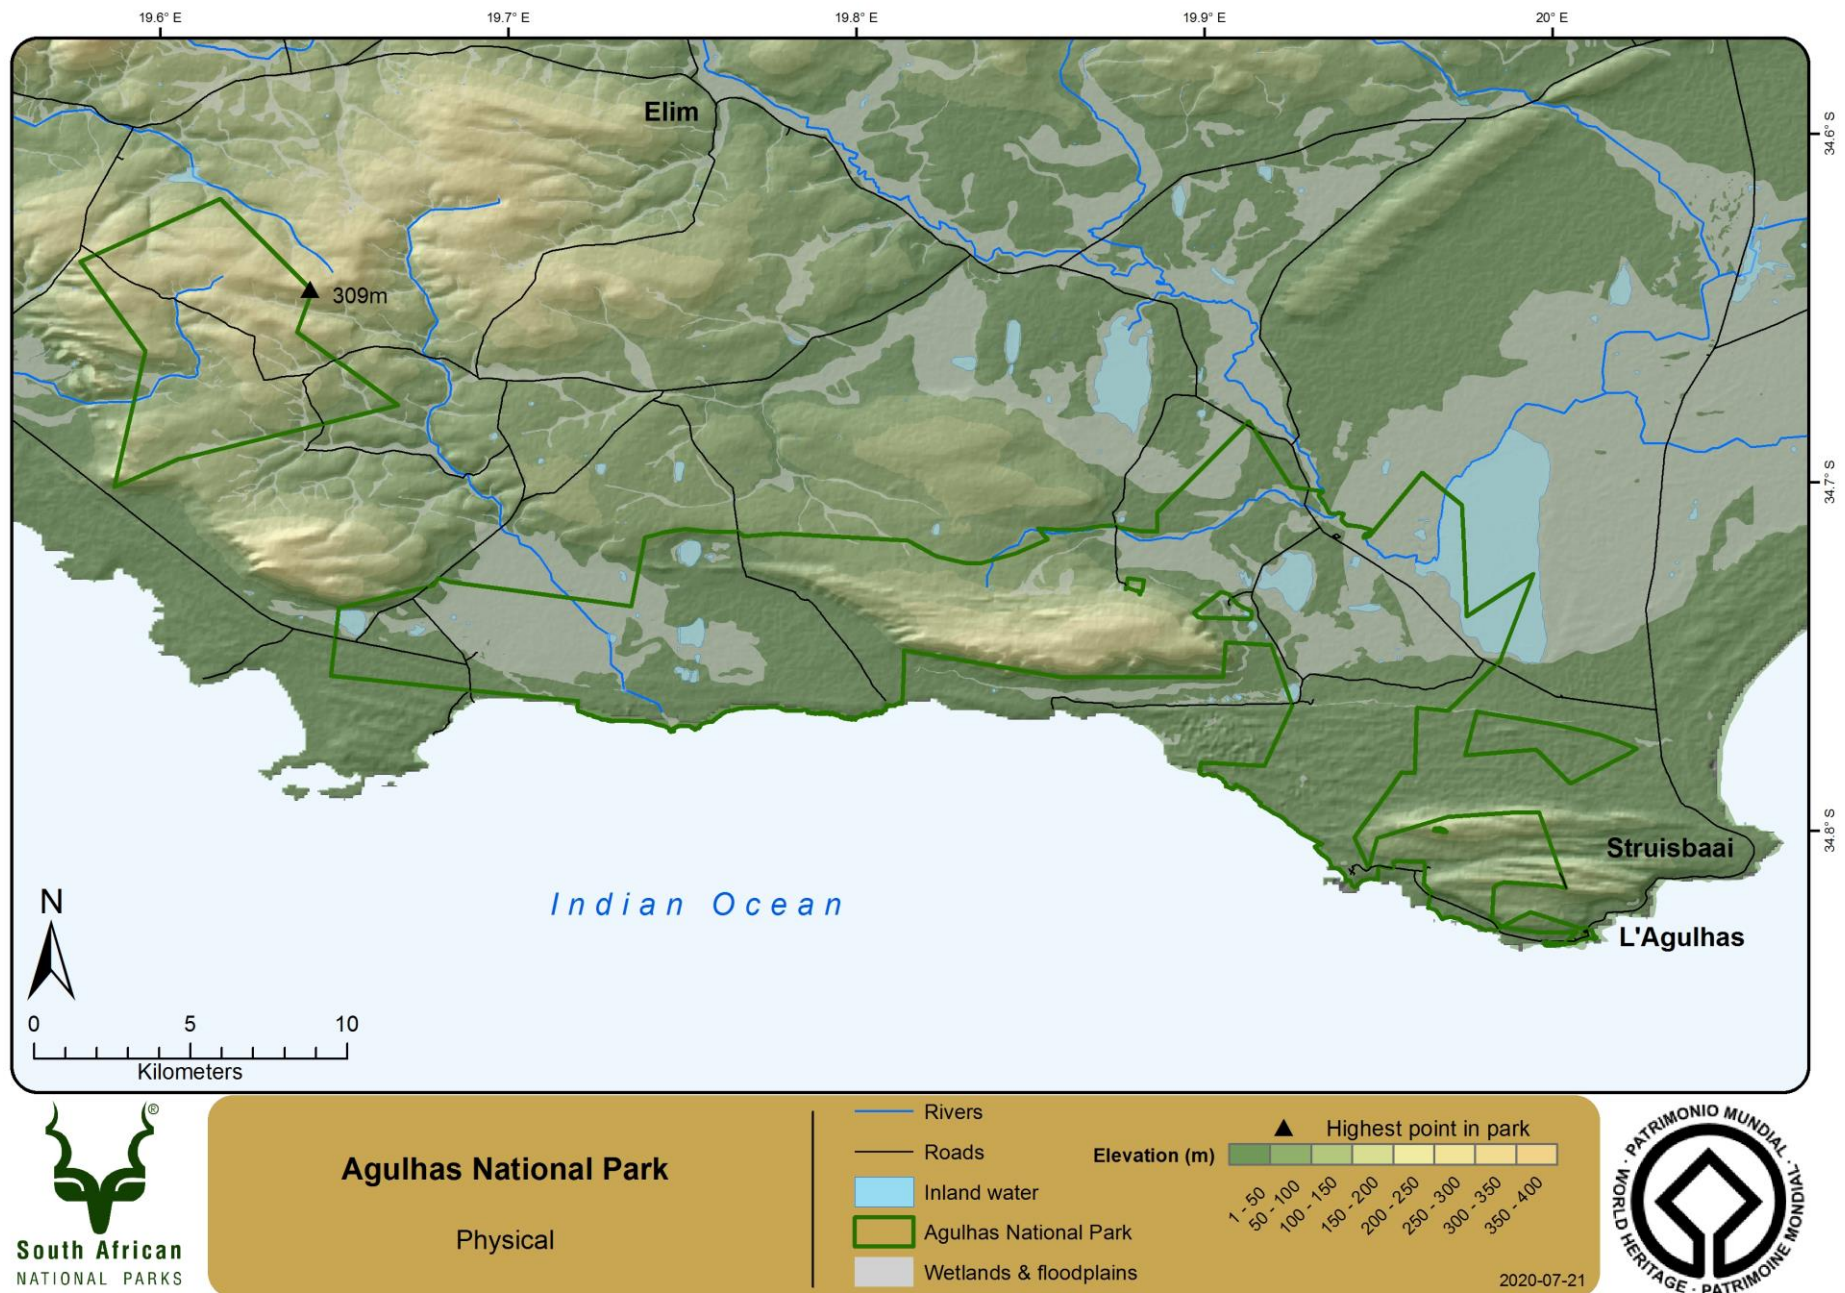 19.6° E
19.7° E
19.8° E
19.9° E
20° E
Elim
34.6° S
309m
34.7° S
34.8° S
Struisbaai
L'Agulhas
Indian Ocean
N
0 5 10
Kilometers
®
South African
NATIONAL PARKS
Agulhas National Park
Physical
Rivers
Roads
Inland water
Agulhas National Park
Wetlands & floodplains
Highest point in park
Elevation (m)
1 - 50
50 - 100
100 - 150
150 - 200
200 - 250
250 - 300
300 - 350
350 - 400
2020-07-21
WORLD HERITAGE · PATRIMONIO MUNDIAL · PATRIMOINE MONDIAL ·